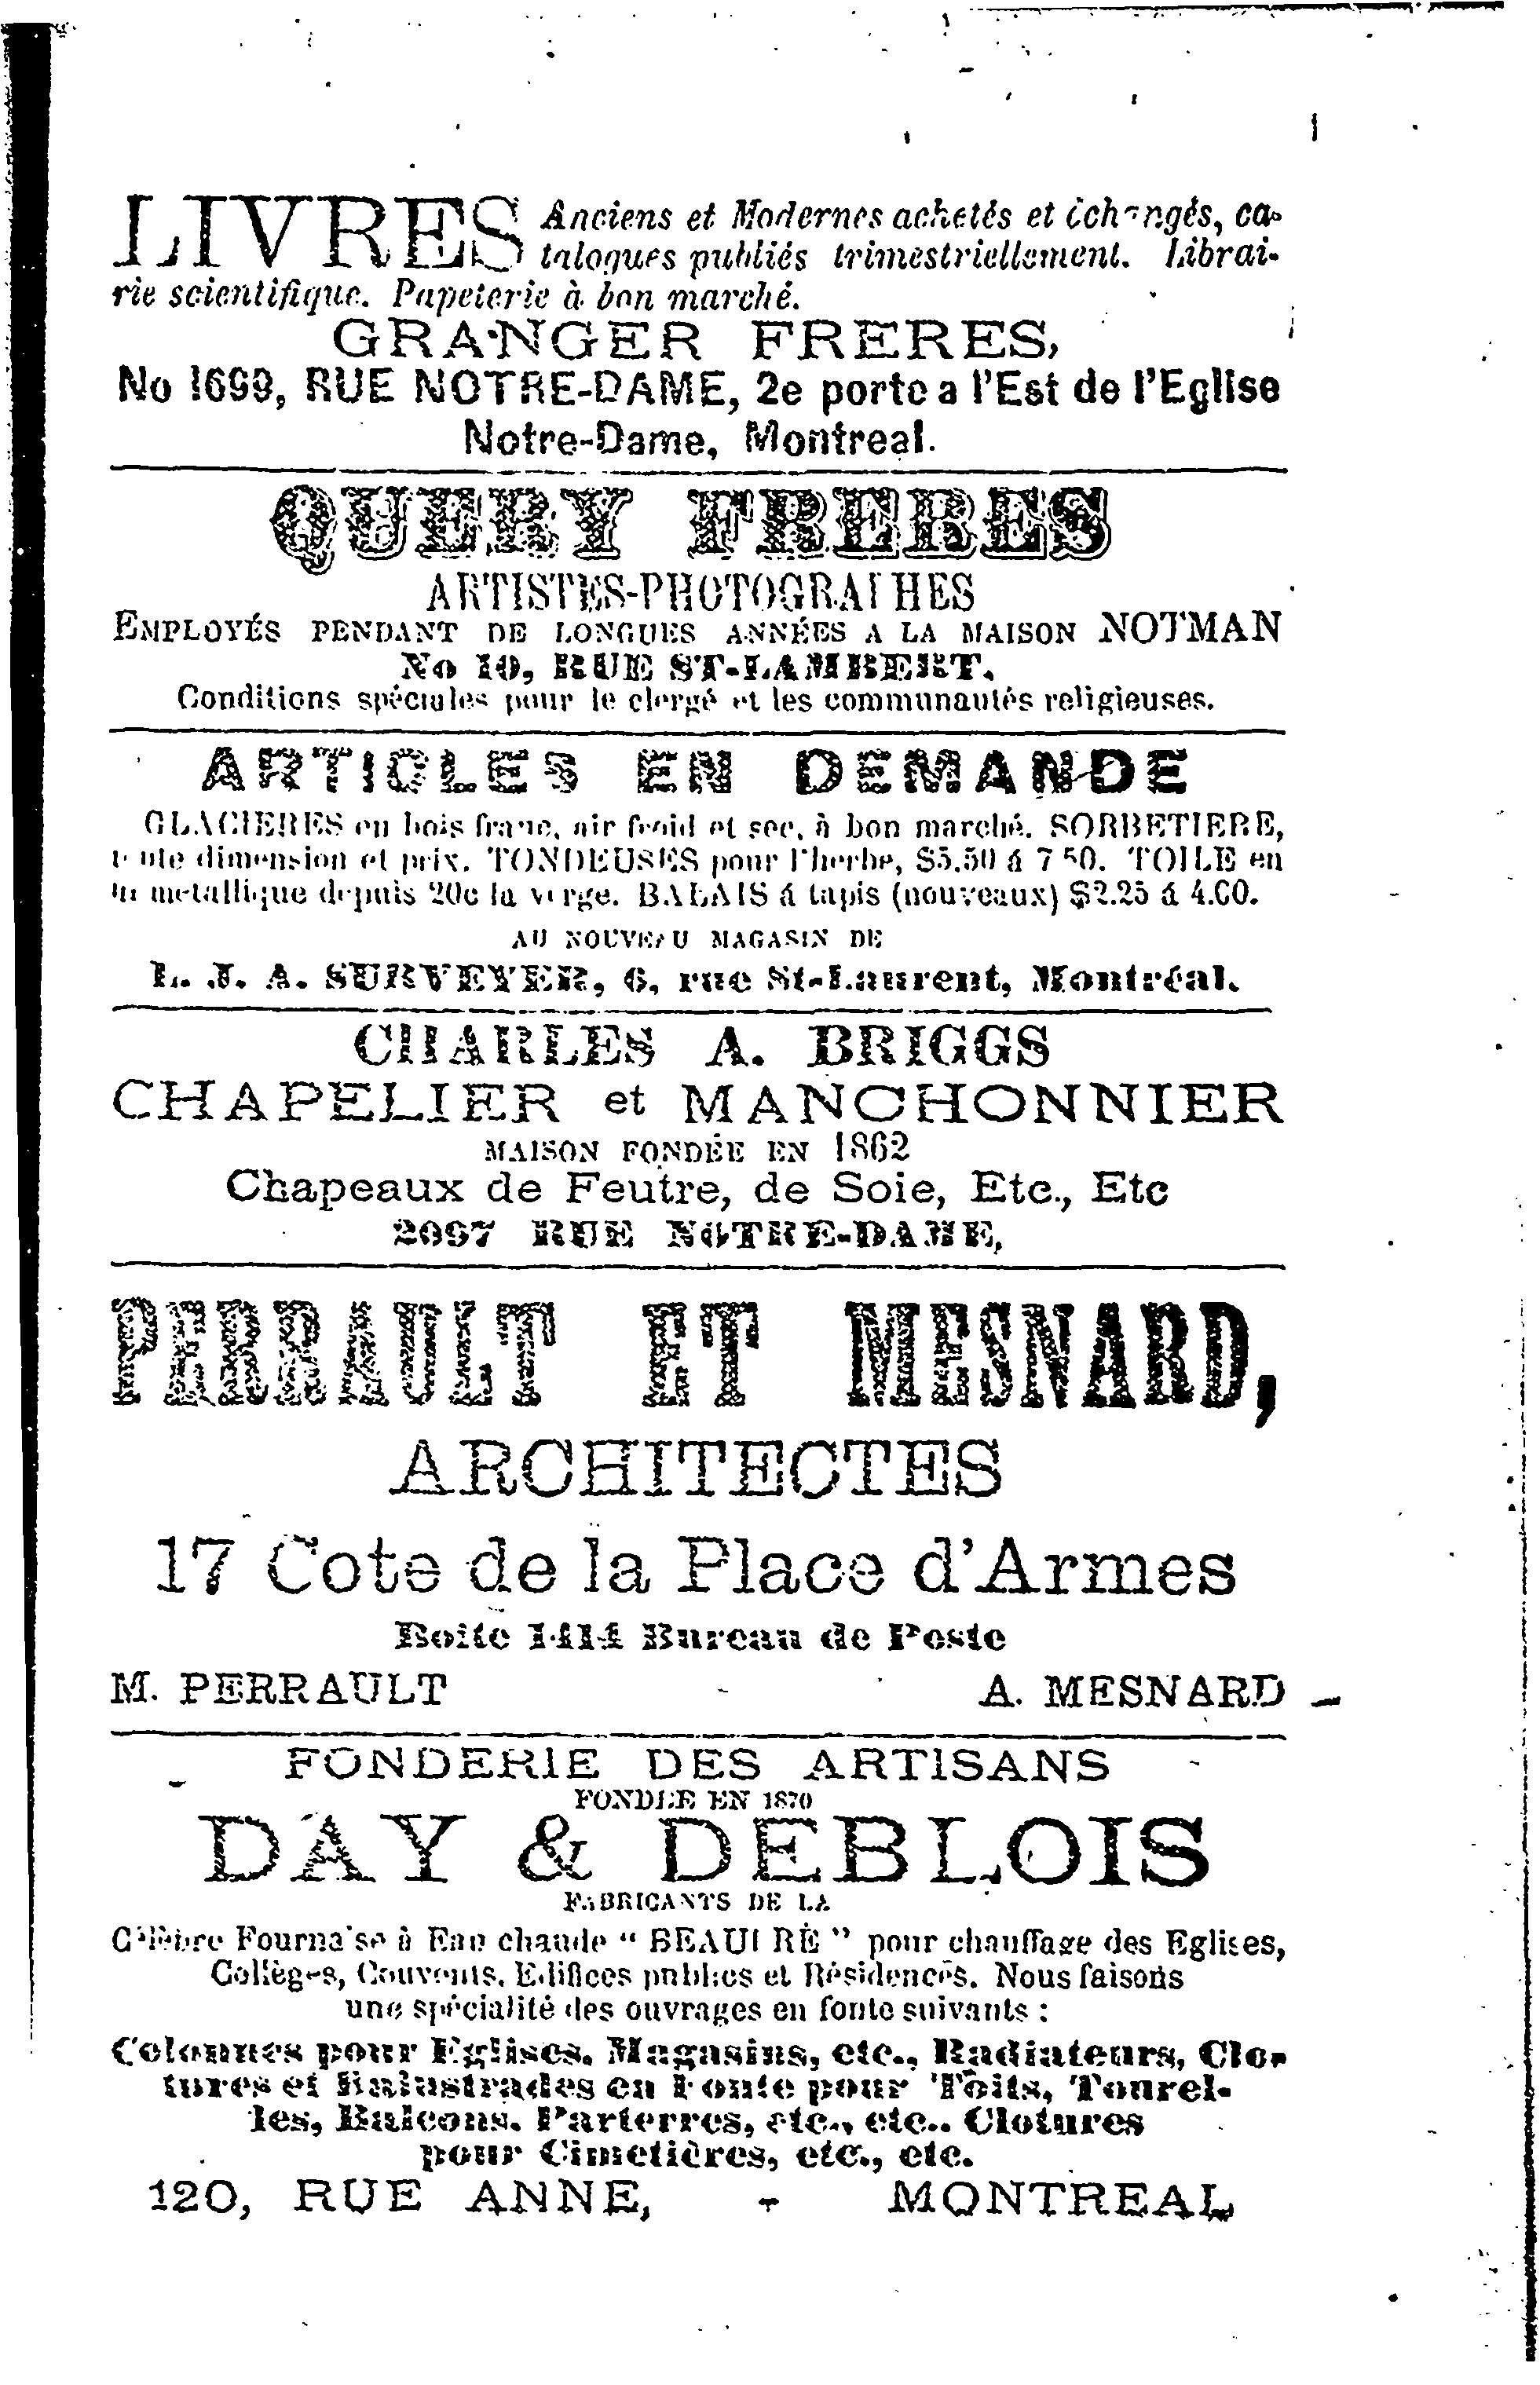 LIVRES Anciens et Modernes achetés et échangés, ca-
talogues publiés trimestriellement. Librai-
rie scientifique. Papeterie à bon marché.
GRANGER FRERES,
No 1699, RUE NOTRE-DAME, 2e porte a l'Est de l'Eglise
Notre-Dame, Montreal.
QUERY FRERES
ARTISTES-PHOTOGRAPHES
EMPLOYÉS PENDANT DE LONGUES ANNÉES A LA MAISON NOTMAN
No 10, RUE ST-LAMBERT.
Conditions spéciales pour le clergé et les communautés religieuses.
ARTICLES EN DEMANDE
GLACIERES en bois franc, air froid et sec, à bon marché. SORBETIERE,
toute dimension et prix. TONDEUSES pour l'herbe, $5.50 á 7 50. TOILE en
métallique depuis 20c la verge. BALAIS á tapis (nouveaux) $2.25 á 4.00.
AU NOUVEAU MAGASIN DE
L. J. A. SURVEYER, 6, rue St-Laurent, Montréal.
CHARLES A. BRIGGS
CHAPELIER et MANCHONNIER
MAISON FONDÉE EN 1862
Chapeaux de Feutre, de Soie, Etc., Etc
2097 RUE NOTRE-DAME,
PERRAULT ET MESNARD,
ARCHITECTES
17 Cote de la Place d'Armes
Boite 1414 Bureau de Poste
M. PERRAULT A. MESNARD
FONDERIE DES ARTISANS
FONDEE EN 1870
DAY & DEBLOIS
FABRICANTS DE LA
Célèbre Fournaise à Eau chaude " BEAUPRÉ " pour chauffage des Eglises,
Collèges, Couvents, Edifices publics et Résidences. Nous faisons
une spécialité des ouvrages en fonte suivants :
Colonnes pour Eglises, Magasins, etc., Radiateurs, Clo-
tures et Balustrades en Fonte pour Toits, Tourel-
les, Balcons, Parterres, etc., etc.. Clotures
pour Cimetières, etc., etc.
120, RUE ANNE, - MONTREAL